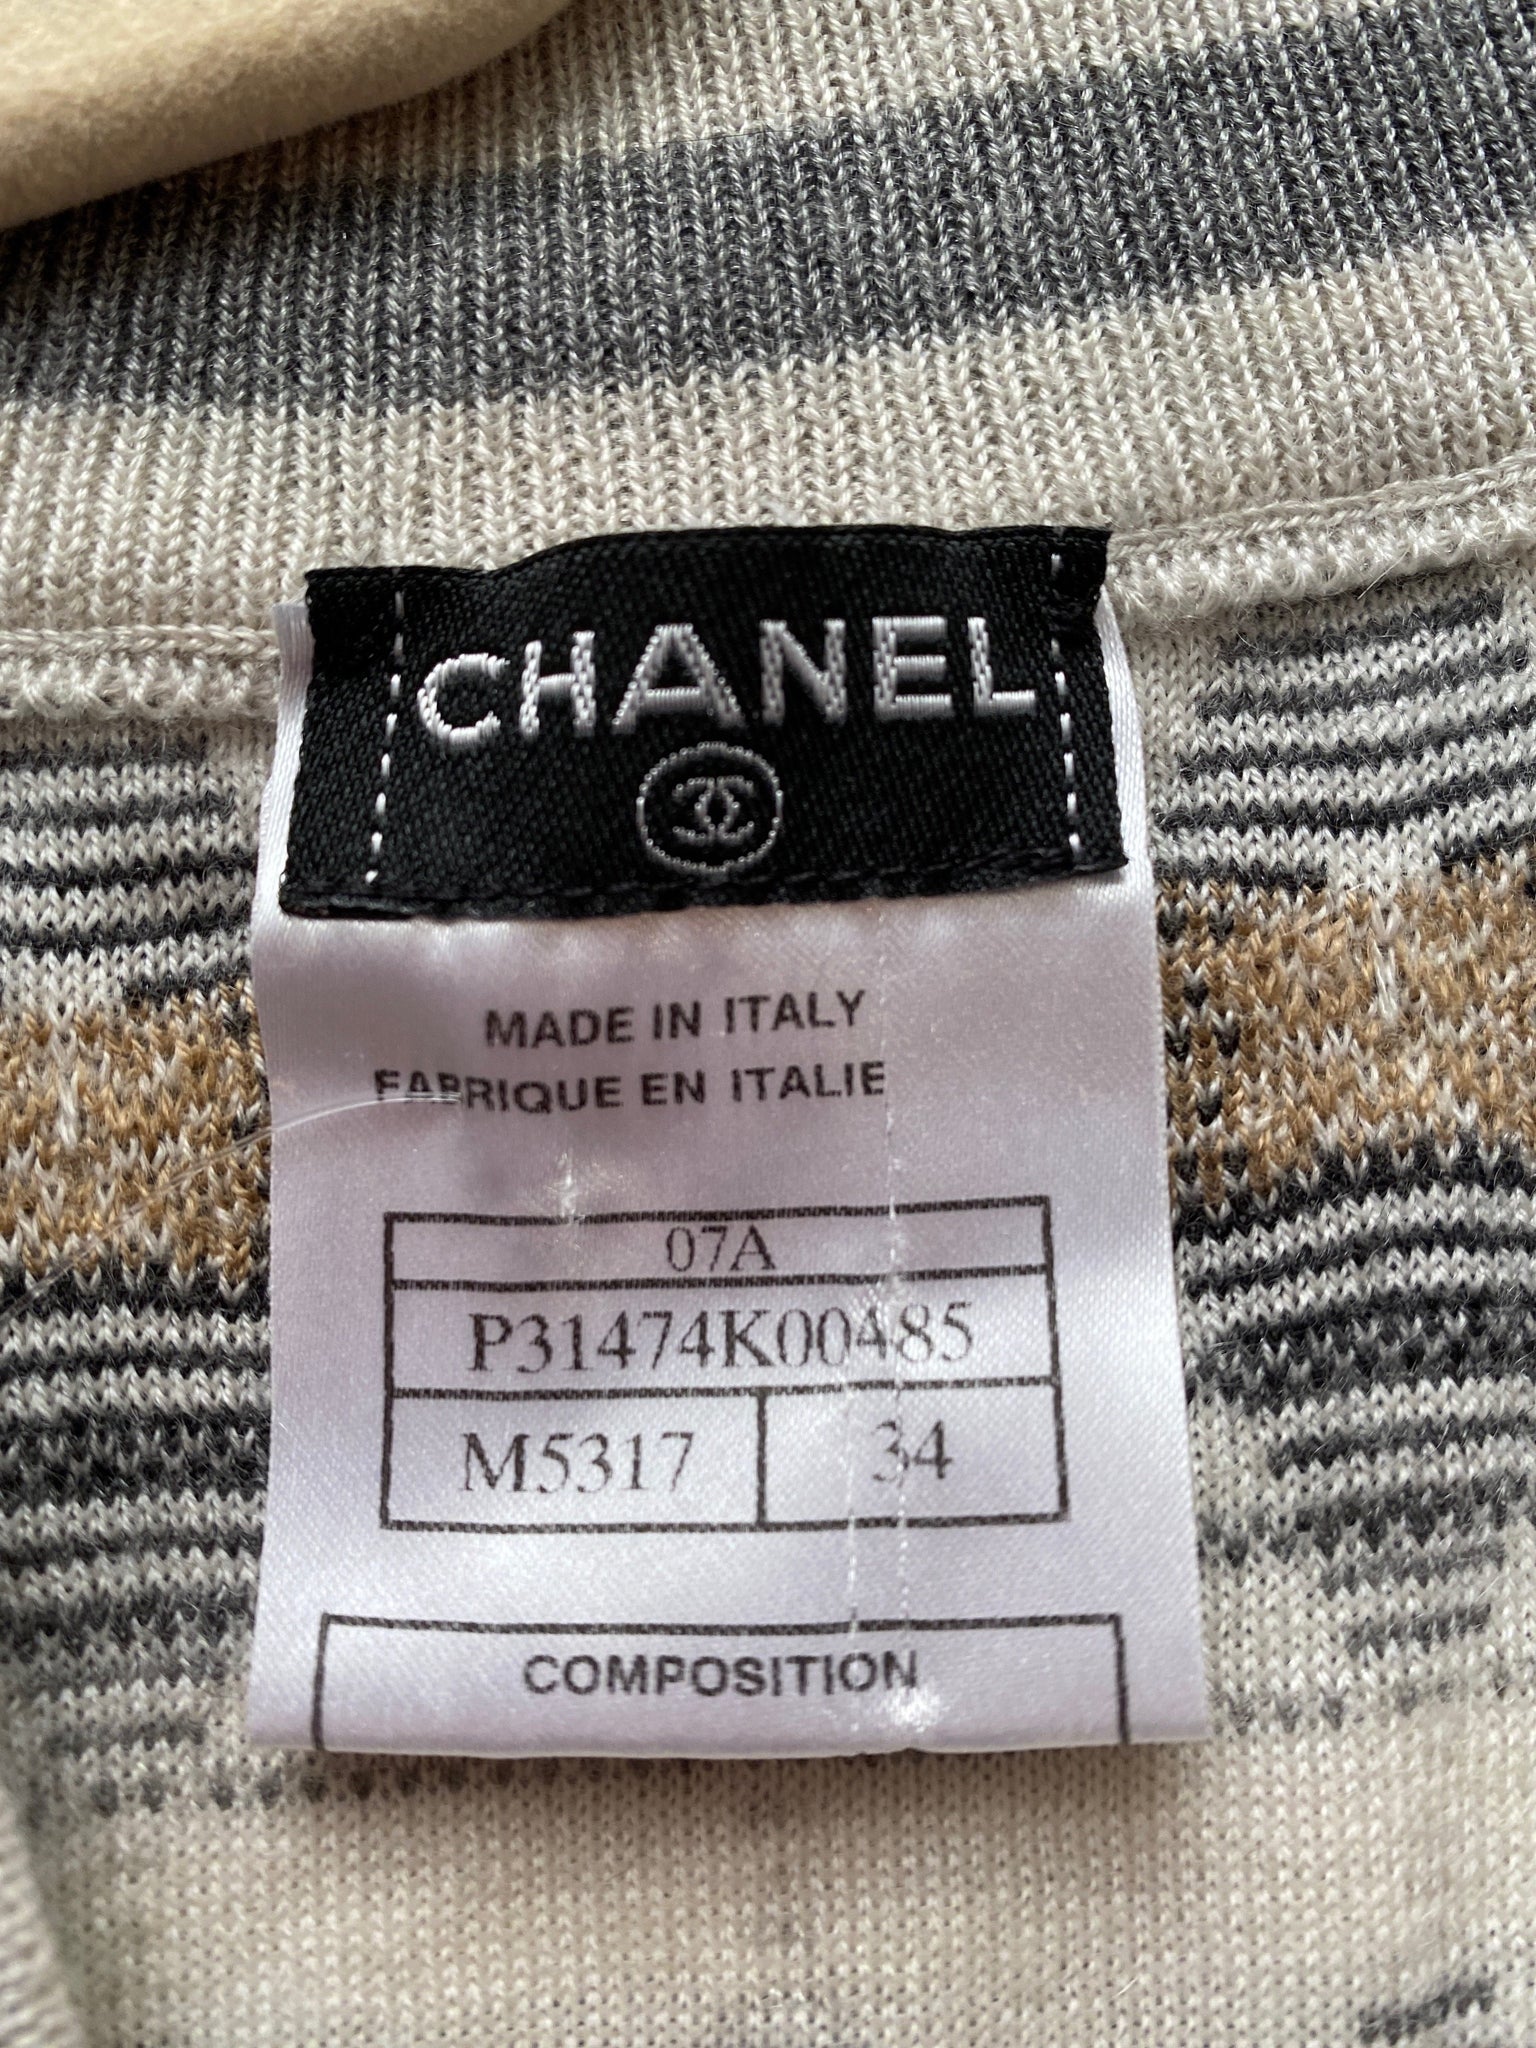 CHANEL
MADE IN ITALY
FABRIQUE EN ITALIE
07A
P31474K00485
M5317 34
COMPOSITION